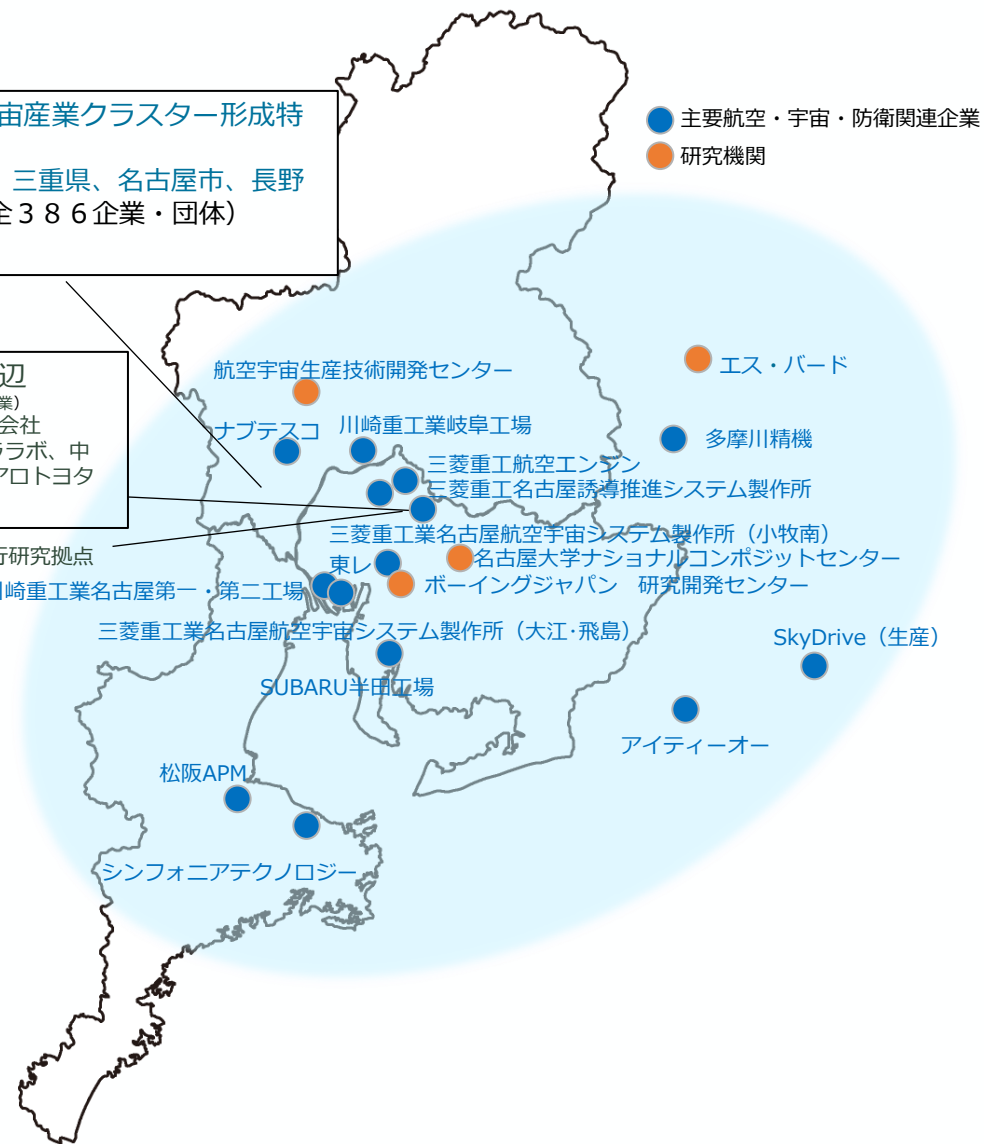 宙産業クラスター形成特
三重県、名古屋市、長野
全３８６企業・団体）
主要航空・宇宙・防衛関連企業
研究機関
辺
業）
会社
ラボ、中
アロトヨタ
行研究拠点
航空宇宙生産技術開発センター
エス・バード
ナブテスコ
川崎重工業岐阜工場
多摩川精機
三菱重工航空エンジン
三菱重工名古屋誘導推進システム製作所
三菱重工業名古屋航空宇宙システム製作所（小牧南）
東レ
名古屋大学ナショナルコンポジットセンター
川崎重工業名古屋第一・第二工場
ボーイングジャパン　研究開発センター
三菱重工業名古屋航空宇宙システム製作所（大江･飛島）
SkyDrive（生産）
SUBARU半田工場
アイティーオー
松阪APM
シンフォニアテクノロジー